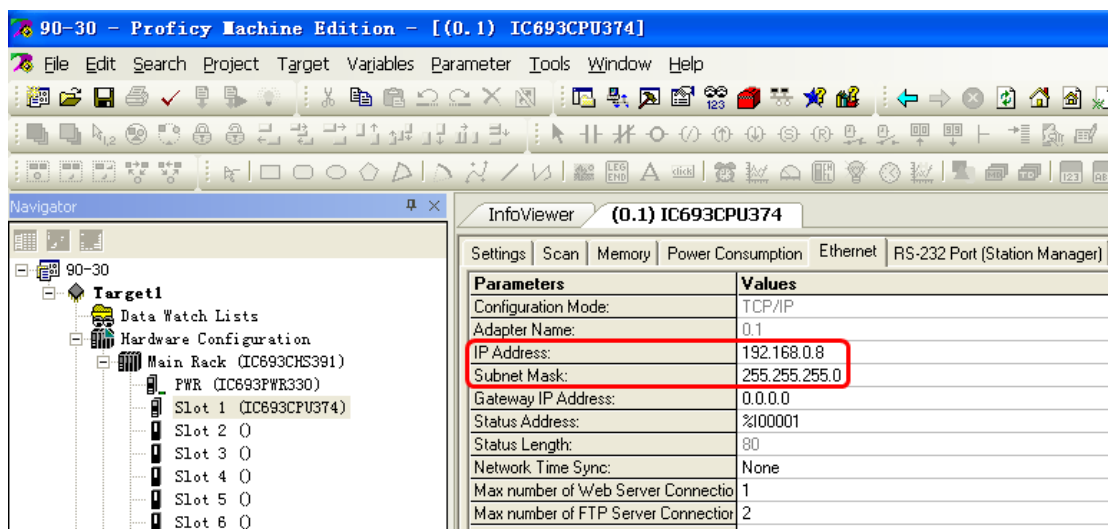 90-30 - Proficy Machine Edition - [(0.1) IC693CPU374]
File Edit Search Project Target Variables Parameter Tools Window Help
Navigator
InfoViewer (0.1) IC693CPU374
Settings Scan Memory Power Consumption Ethernet RS-232 Port (Station Manager)
90-30
Target1
Data Watch Lists
Hardware Configuration
Main Rack (IC693CHS391)
PWR (IC693PWR330)
Slot 1 (IC693CPU374)
Slot 2 ()
Slot 3 ()
Slot 4 ()
Slot 5 ()
Slot 6 ()
Parameters Values
Configuration Mode: TCP/IP
Adapter Name: 0.1
IP Address: 192.168.0.8
Subnet Mask: 255.255.255.0
Gateway IP Address: 0.0.0.0
Status Address: %I00001
Status Length: 80
Network Time Sync: None
Max number of Web Server Connectio 1
Max number of FTP Server Connection 2